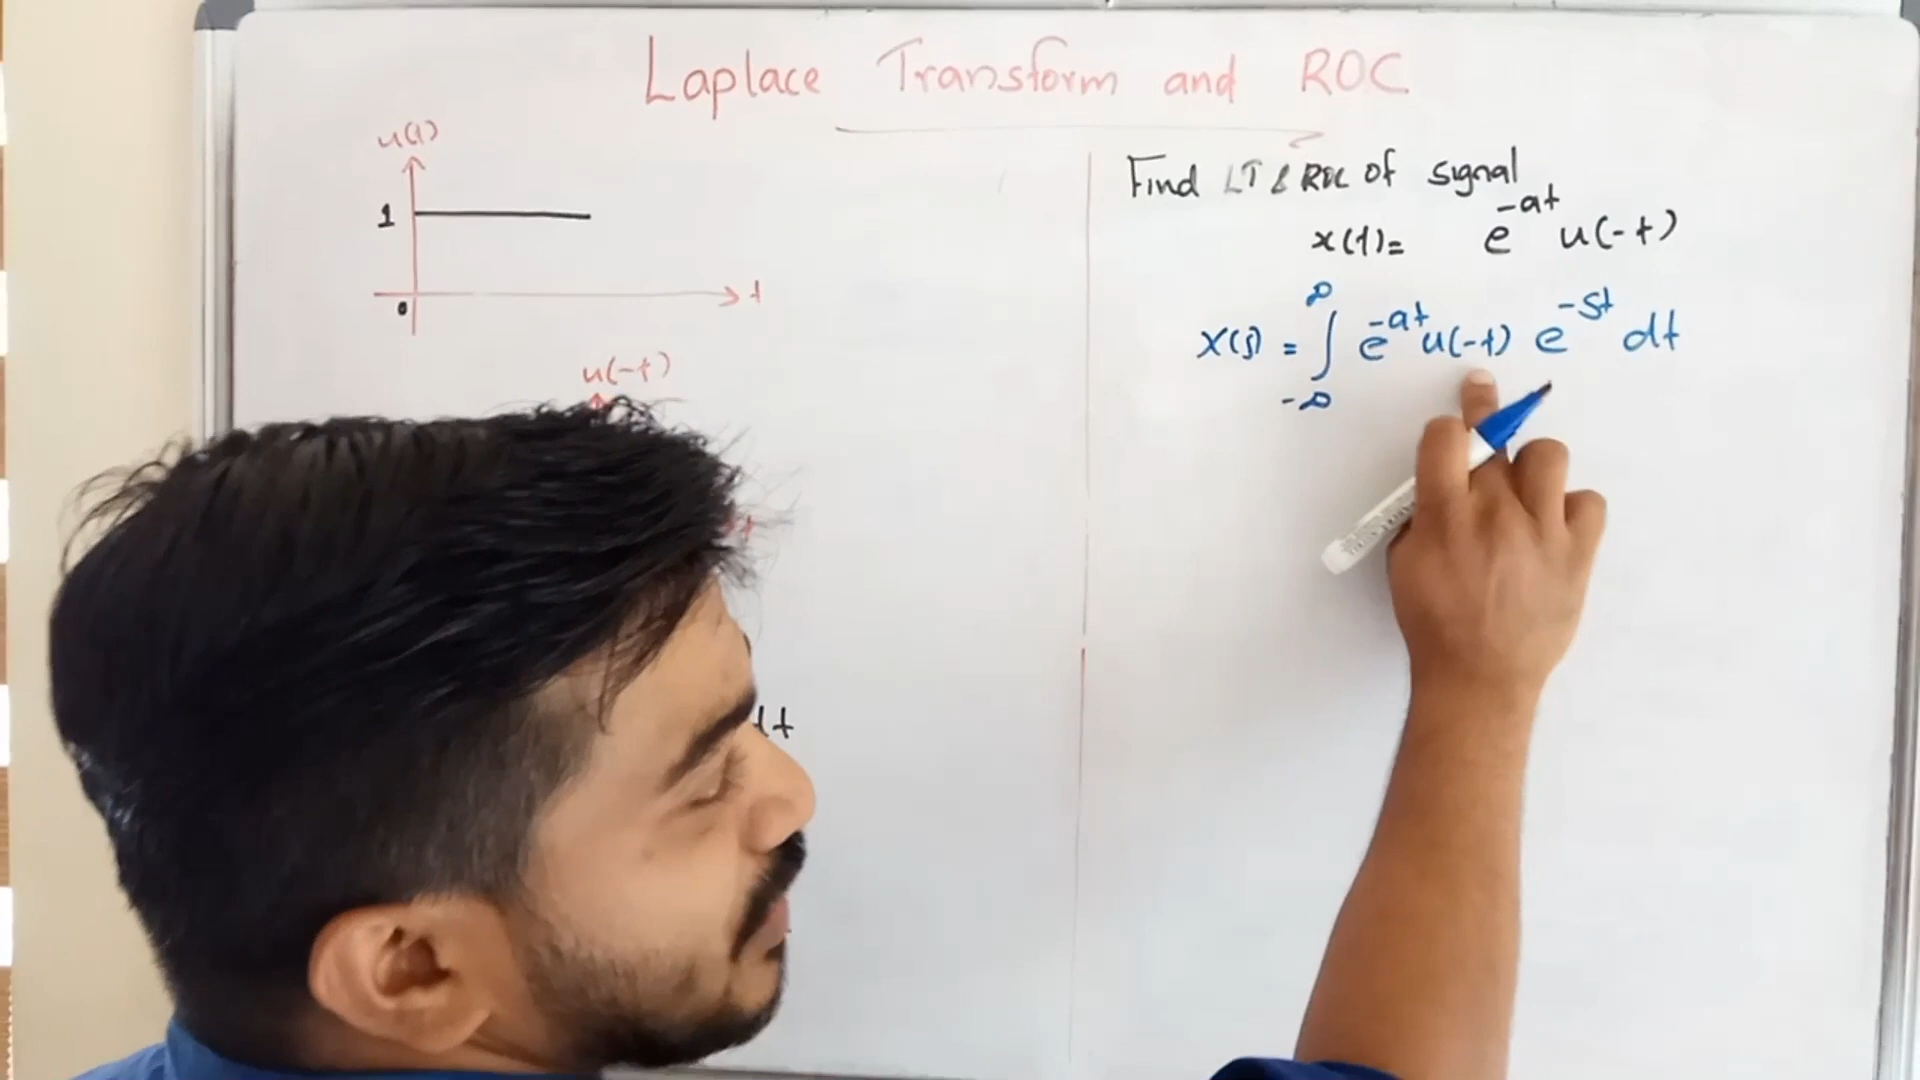 Laplace Transform and ROC
u(t)
1
0
t
u(-t)
t
dt
Find LT & ROC of signal
x(t)= e^-at u(-t)
X(s) = ∫ -∞ ∞ e^-at u(-t) e^-st dt